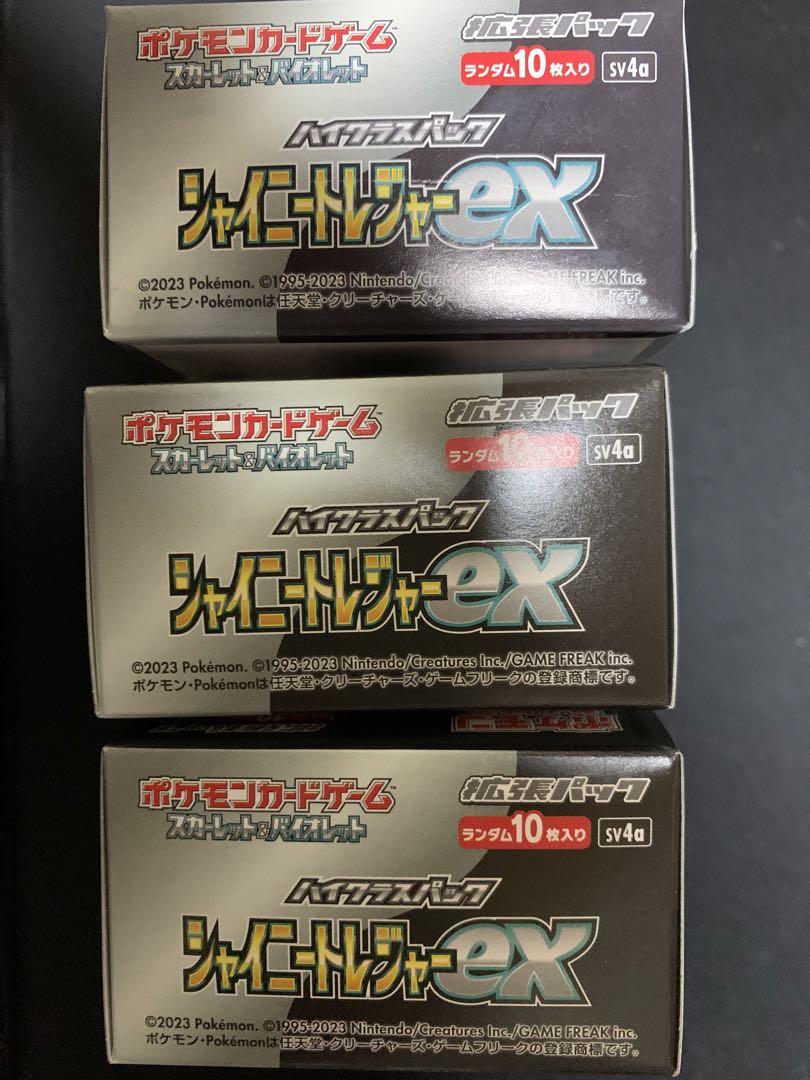 ポケモンカードゲーム
スカーレット&バイオレット
拡張パック
ランダム10枚入り sv4a
ハイクラスパック
シャイニートレジャーex
©2023 Pokémon. ©1995-2023 Nintendo/Creatures Inc./GAME FREAK inc.
ポケモン・Pokémonは任天堂・クリーチャーズ・ゲームフリークの登録商標です。
ポケモンカードゲーム
スカーレット&バイオレット
拡張パック
ランダム10枚入り sv4a
ハイクラスパック
シャイニートレジャーex
©2023 Pokémon. ©1995-2023 Nintendo/Creatures Inc./GAME FREAK inc.
ポケモン・Pokémonは任天堂・クリーチャーズ・ゲームフリークの登録商標です。
ポケモンカードゲーム
スカーレット&バイオレット
拡張パック
ランダム10枚入り sv4a
ハイクラスパック
シャイニートレジャーex
©2023 Pokémon. ©1995-2023 Nintendo/Creatures Inc./GAME FREAK inc.
ポケモン・Pokémonは任天堂・クリーチャーズ・ゲームフリークの登録商標です。